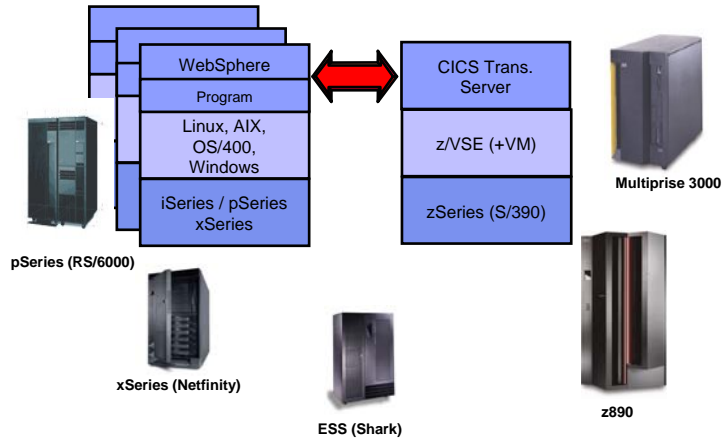 WebSphere
Program
Linux, AIX,
OS/400,
Windows
iSeries / pSeries
xSeries
CICS Trans.
Server
z/VSE (+VM)
zSeries (S/390)
Multiprise 3000
pSeries (RS/6000)
xSeries (Netfinity)
ESS (Shark)
z890